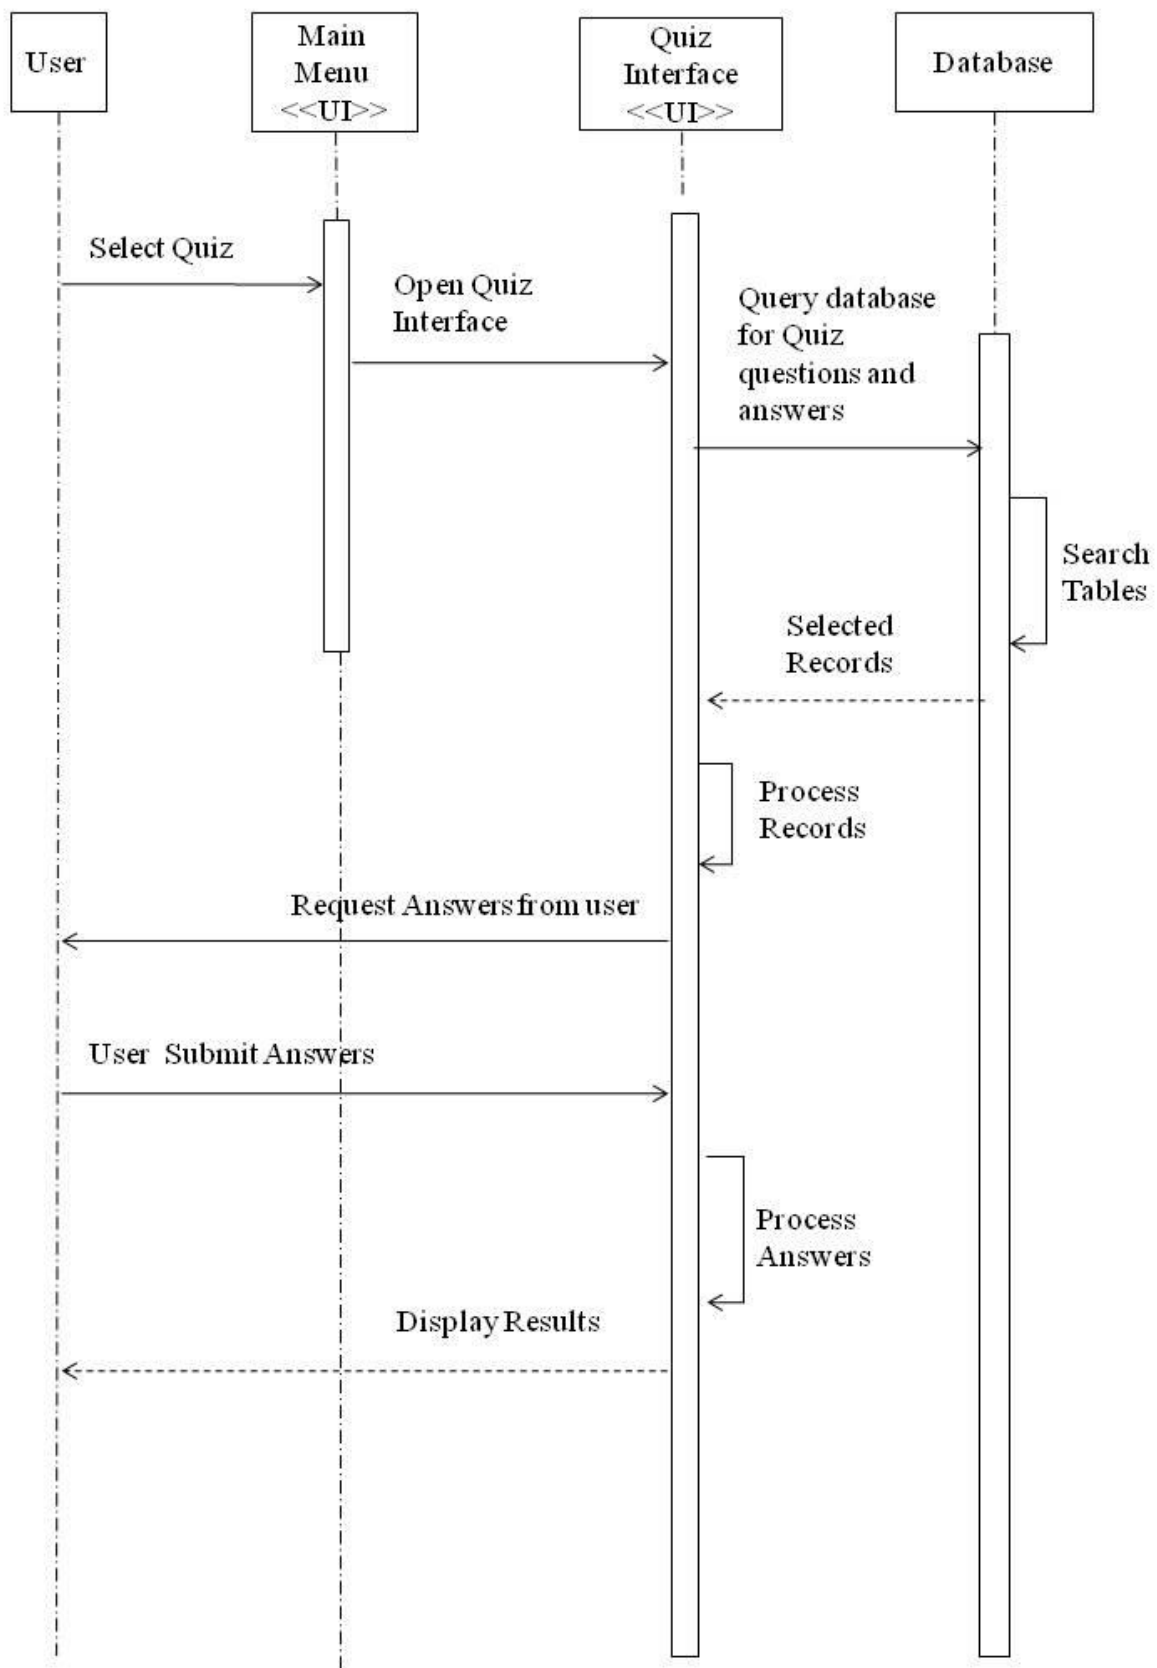 User
Main
Menu
<<UI>>
Quiz
Interface
<<UI>>
Database
Select Quiz
Open Quiz
Interface
Query database
for Quiz
questions and
answers
Search
Tables
Selected
Records
Process
Records
Request Answers from user
User Submit Answers
Process
Answers
Display Results